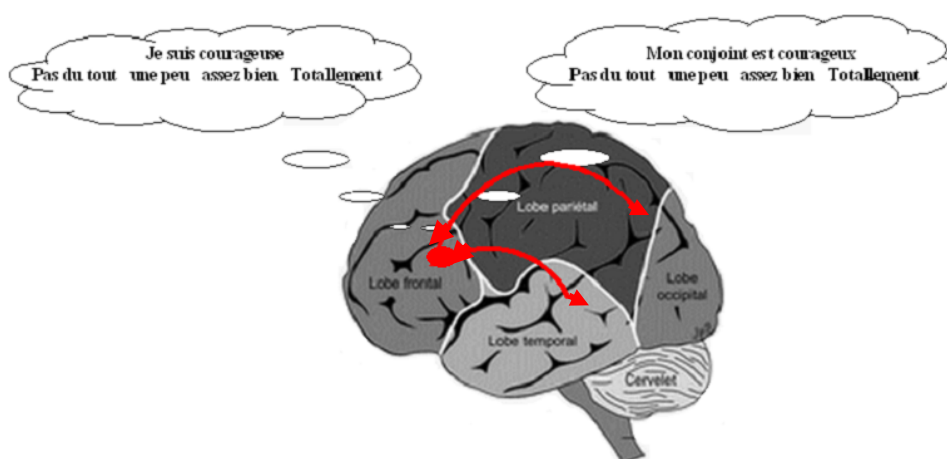 Je suis courageuse
Pas du tout une peu assez bien Totallement
Mon conjoint est courageux
Pas du tout une peu assez bien Totallement
Lobe pariétal
Lobe frontal
Lobe
occipital
Lobe temporal
Cervelet